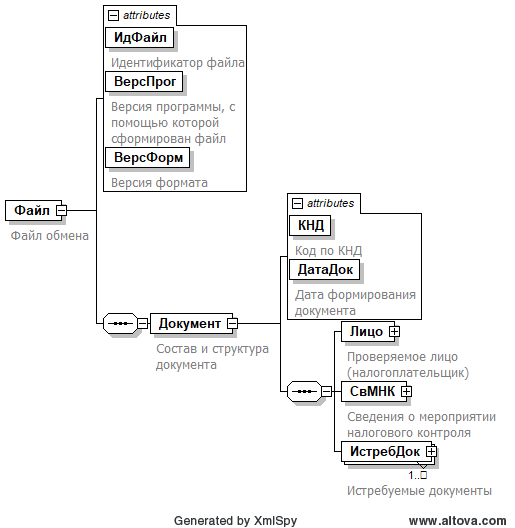 attributes
ИдФайл
Идентификатор файла
ВерсПрог
Версия программы, с
помощью которой
сформирован файл
ВерсФорм
Версия формата
Файл
Файл обмена
attributes
КНД
Код по КНД
ДатаДок
Дата формирования
документа
Документ
Состав и структура
документа
Лицо
Проверяемое лицо
(налогоплательщик)
СвМНК
Сведения о мероприятии
налогового контроля
ИстребДок
1..
Истребуемые документы
Generated by XmlSpy
www.altova.com